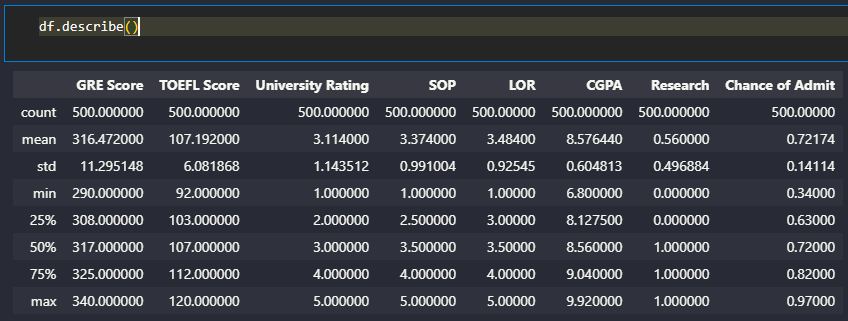 df.describe()
GRE Score TOEFL Score University Rating SOP LOR CGPA Research Chance of Admit
count 500.000000 500.000000 500.000000 500.000000 500.00000 500.000000 500.000000 500.00000
mean 316.472000 107.192000 3.114000 3.374000 3.48400 8.576440 0.560000 0.72174
std 11.295148 6.081868 1.143512 0.991004 0.92545 0.604813 0.496884 0.14114
min 290.000000 92.000000 1.000000 1.000000 1.00000 6.800000 0.000000 0.34000
25% 308.000000 103.000000 2.000000 2.500000 3.00000 8.127500 0.000000 0.63000
50% 317.000000 107.000000 3.000000 3.500000 3.50000 8.560000 1.000000 0.72000
75% 325.000000 112.000000 4.000000 4.000000 4.00000 9.040000 1.000000 0.82000
max 340.000000 120.000000 5.000000 5.000000 5.00000 9.920000 1.000000 0.97000